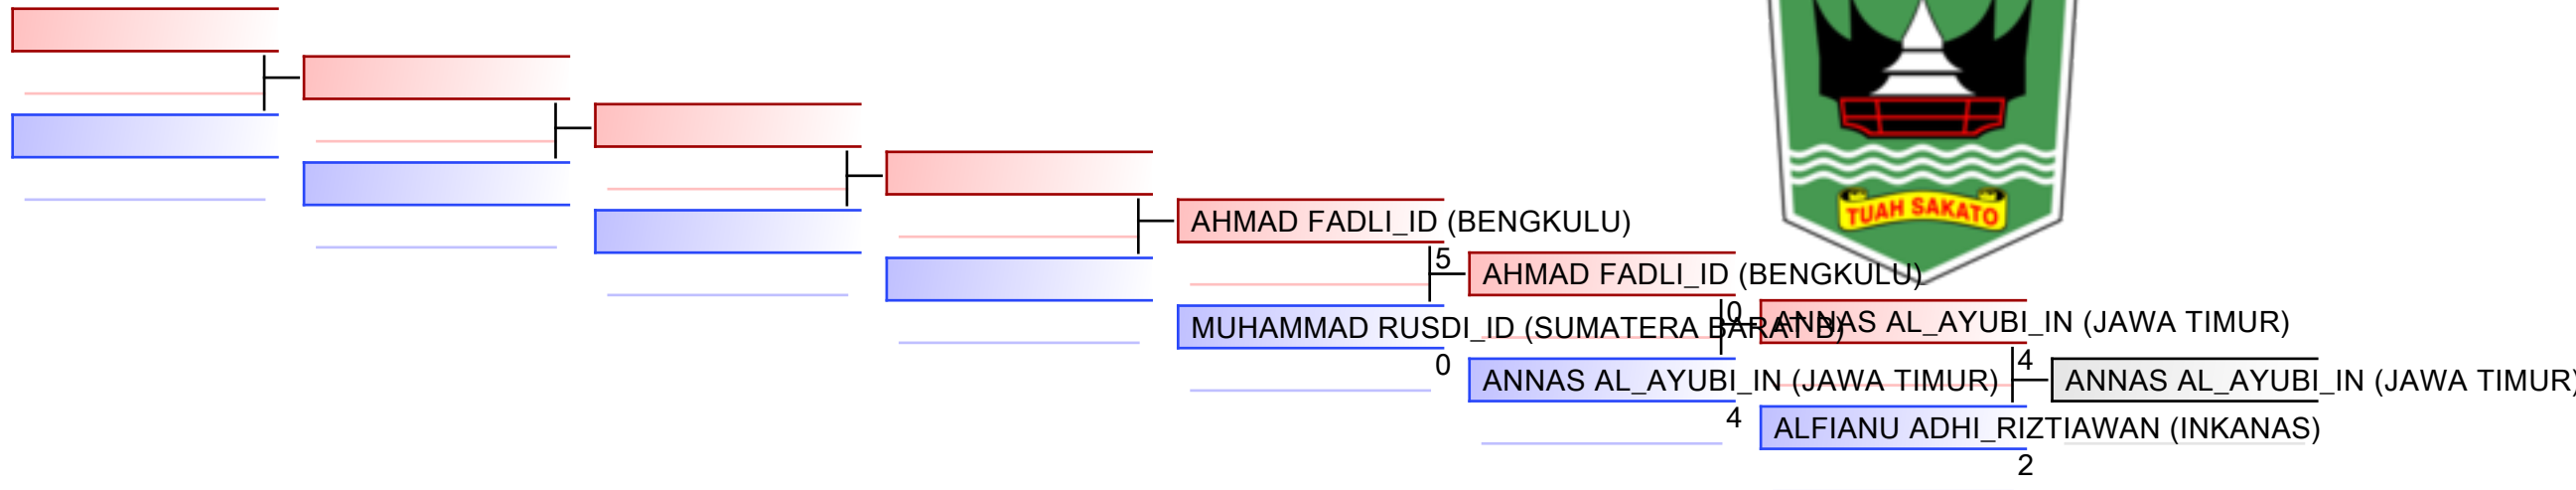 TUAH SAKATO
AHMAD FADLI_ID (BENGKULU)
5
AHMAD FADLI_ID (BENGKULU)
0
MUHAMMAD RUSDI_ID (SUMATERA BARAT B)
ANNAS AL_AYUBI_IN (JAWA TIMUR)
0
4
ANNAS AL_AYUBI_IN (JAWA TIMUR)
ANNAS AL_AYUBI_IN (JAWA TIMUR)
4
ALFIANU ADHI_RIZTIAWAN (INKANAS)
2